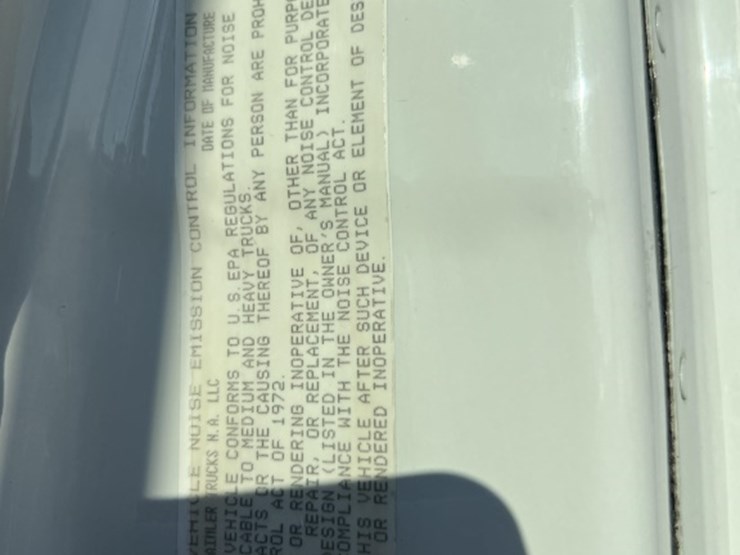 VEHICLE NOISE EMISSION CONTROL INFORMATION
DAIMLER TRUCKS N.A. LLC DATE OF MANUFACTURE
VEHICLE CONFORMS TO U.S.EPA REGULATIONS FOR NOISE
CABLE TO MEDIUM AND HEAVY TRUCKS.
ACTS OR THE CAUSING THEREOF BY ANY PERSON ARE PROH
ROL ACT OF 1972.
OR RENDERING INOPERATIVE OF, OTHER THAN FOR PURP
REPAIR, OR REPLACEMENT, OF ANY NOISE CONTROL DE
ESIGN (LISTED IN THE OWNER'S MANUAL) INCORPORATE
OMPLIANCE WITH THE NOISE CONTROL ACT.
HIS VEHICLE AFTER SUCH DEVICE OR ELEMENT OF DES
OR RENDERED INOPERATIVE.